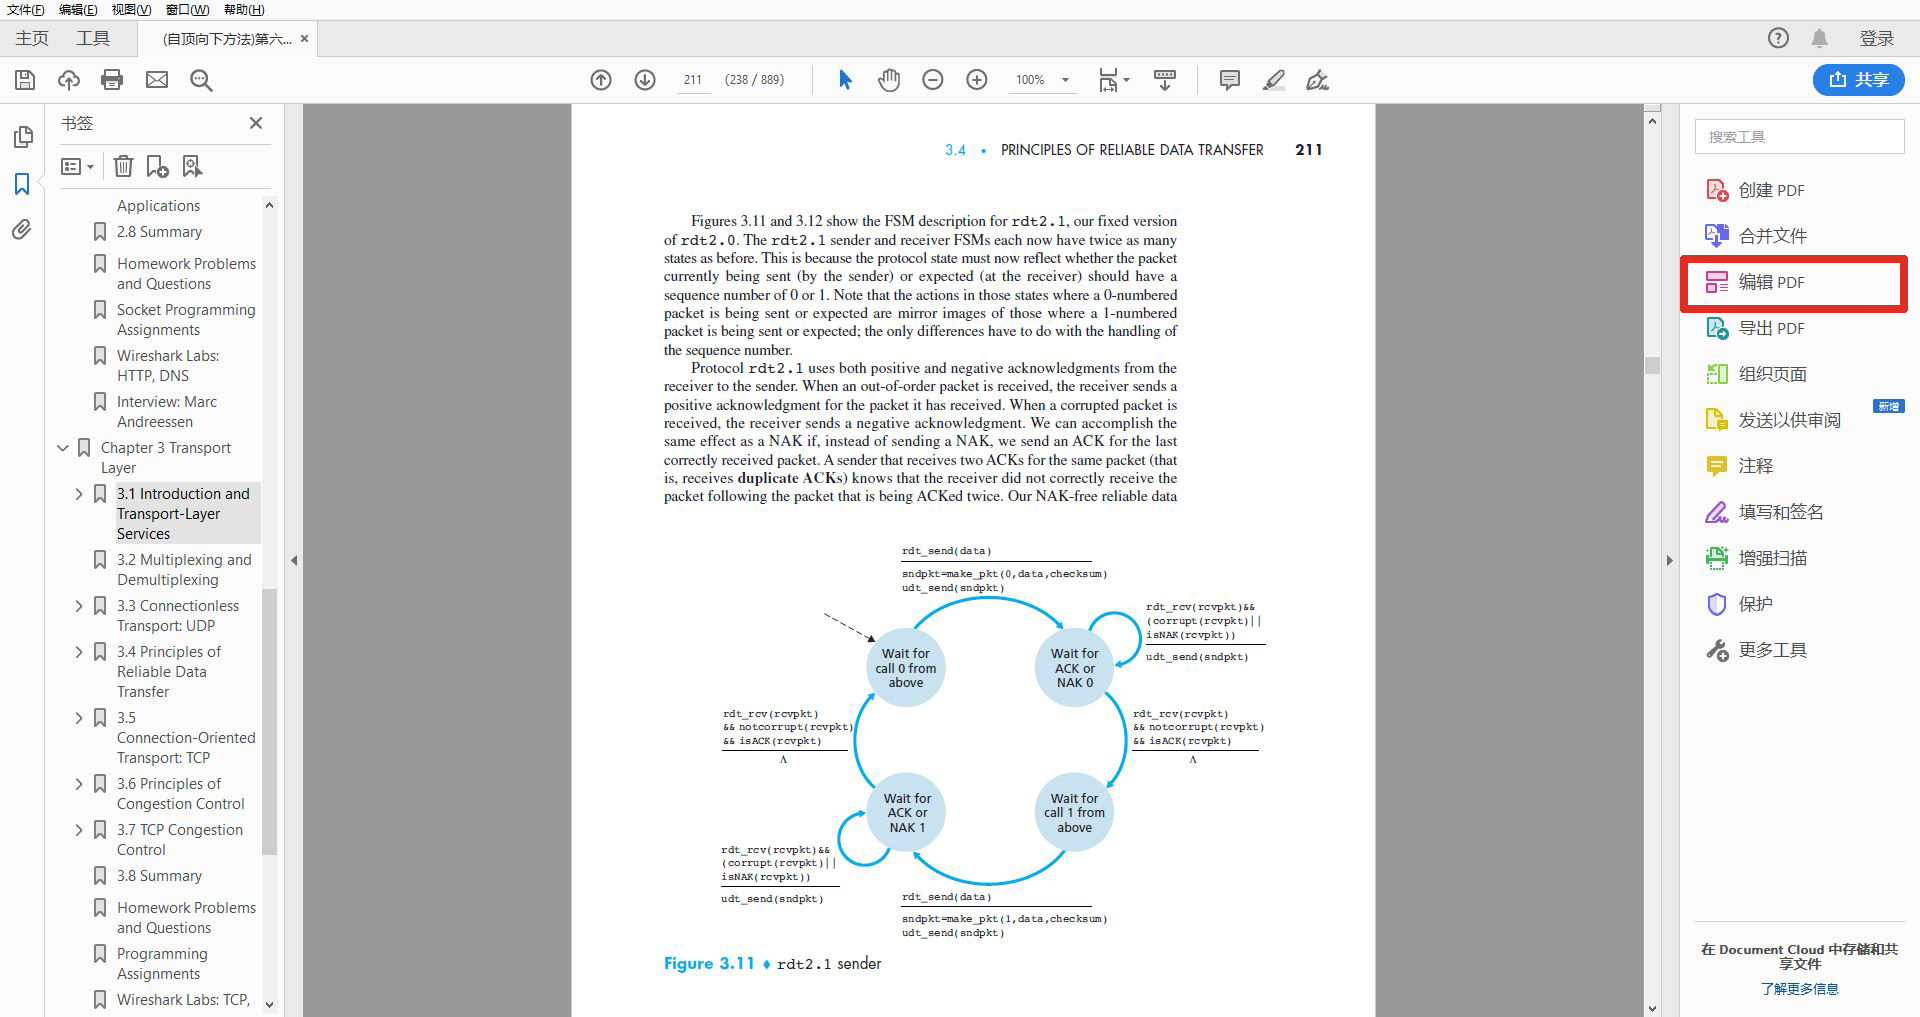 文件(F) 编辑(E) 视图(V) 窗口(W) 帮助(H)
主页 工具 (自顶向下方法)第六... × 登录
211 (238 / 889) 100% 共享
书签
Applications
2.8 Summary
Homework Problems
and Questions
Socket Programming
Assignments
Wireshark Labs:
HTTP, DNS
Interview: Marc
Andreessen
Chapter 3 Transport
Layer
3.1 Introduction and
Transport-Layer
Services
3.2 Multiplexing and
Demultiplexing
3.3 Connectionless
Transport: UDP
3.4 Principles of
Reliable Data
Transfer
3.5
Connection-Oriented
Transport: TCP
3.6 Principles of
Congestion Control
3.7 TCP Congestion
Control
3.8 Summary
Homework Problems
and Questions
Programming
Assignments
Wireshark Labs: TCP,
3.4 • PRINCIPLES OF RELIABLE DATA TRANSFER 211
Figures 3.11 and 3.12 show the FSM description for rdt2.1, our fixed version
of rdt2.0. The rdt2.1 sender and receiver FSMs each now have twice as many
states as before. This is because the protocol state must now reflect whether the packet
currently being sent (by the sender) or expected (at the receiver) should have a
sequence number of 0 or 1. Note that the actions in those states where a 0-numbered
packet is being sent or expected are mirror images of those where a 1-numbered
packet is being sent or expected; the only differences have to do with the handling of
the sequence number.
Protocol rdt2.1 uses both positive and negative acknowledgments from the
receiver to the sender. When an out-of-order packet is received, the receiver sends a
positive acknowledgment for the packet it has received. When a corrupted packet is
received, the receiver sends a negative acknowledgment. We can accomplish the
same effect as a NAK if, instead of sending a NAK, we send an ACK for the last
correctly received packet. A sender that receives two ACKs for the same packet (that
is, receives duplicate ACKs) knows that the receiver did not correctly receive the
packet following the packet that is being ACKed twice. Our NAK-free reliable data
rdt_send(data)
sndpkt=make_pkt(0,data,checksum)
udt_send(sndpkt)
rdt_rcv(rcvpkt)&&
(corrupt(rcvpkt)||
isNAK(rcvpkt))
udt_send(sndpkt)
Wait for
call 0 from
above
Wait for
ACK or
NAK 0
rdt_rcv(rcvpkt)
&& notcorrupt(rcvpkt)
&& isACK(rcvpkt)
Λ
rdt_rcv(rcvpkt)
&& notcorrupt(rcvpkt)
&& isACK(rcvpkt)
Λ
Wait for
ACK or
NAK 1
Wait for
call 1 from
above
rdt_rcv(rcvpkt)&&
(corrupt(rcvpkt)||
isNAK(rcvpkt))
udt_send(sndpkt)
rdt_send(data)
sndpkt=make_pkt(1,data,checksum)
udt_send(sndpkt)
Figure 3.11 ♦ rdt2.1 sender
搜索工具
创建 PDF
合并文件
编辑 PDF
导出 PDF
组织页面
新增
发送以供审阅
注释
填写和签名
增强扫描
保护
更多工具
在 Document Cloud 中存储和共
享文件
了解更多信息